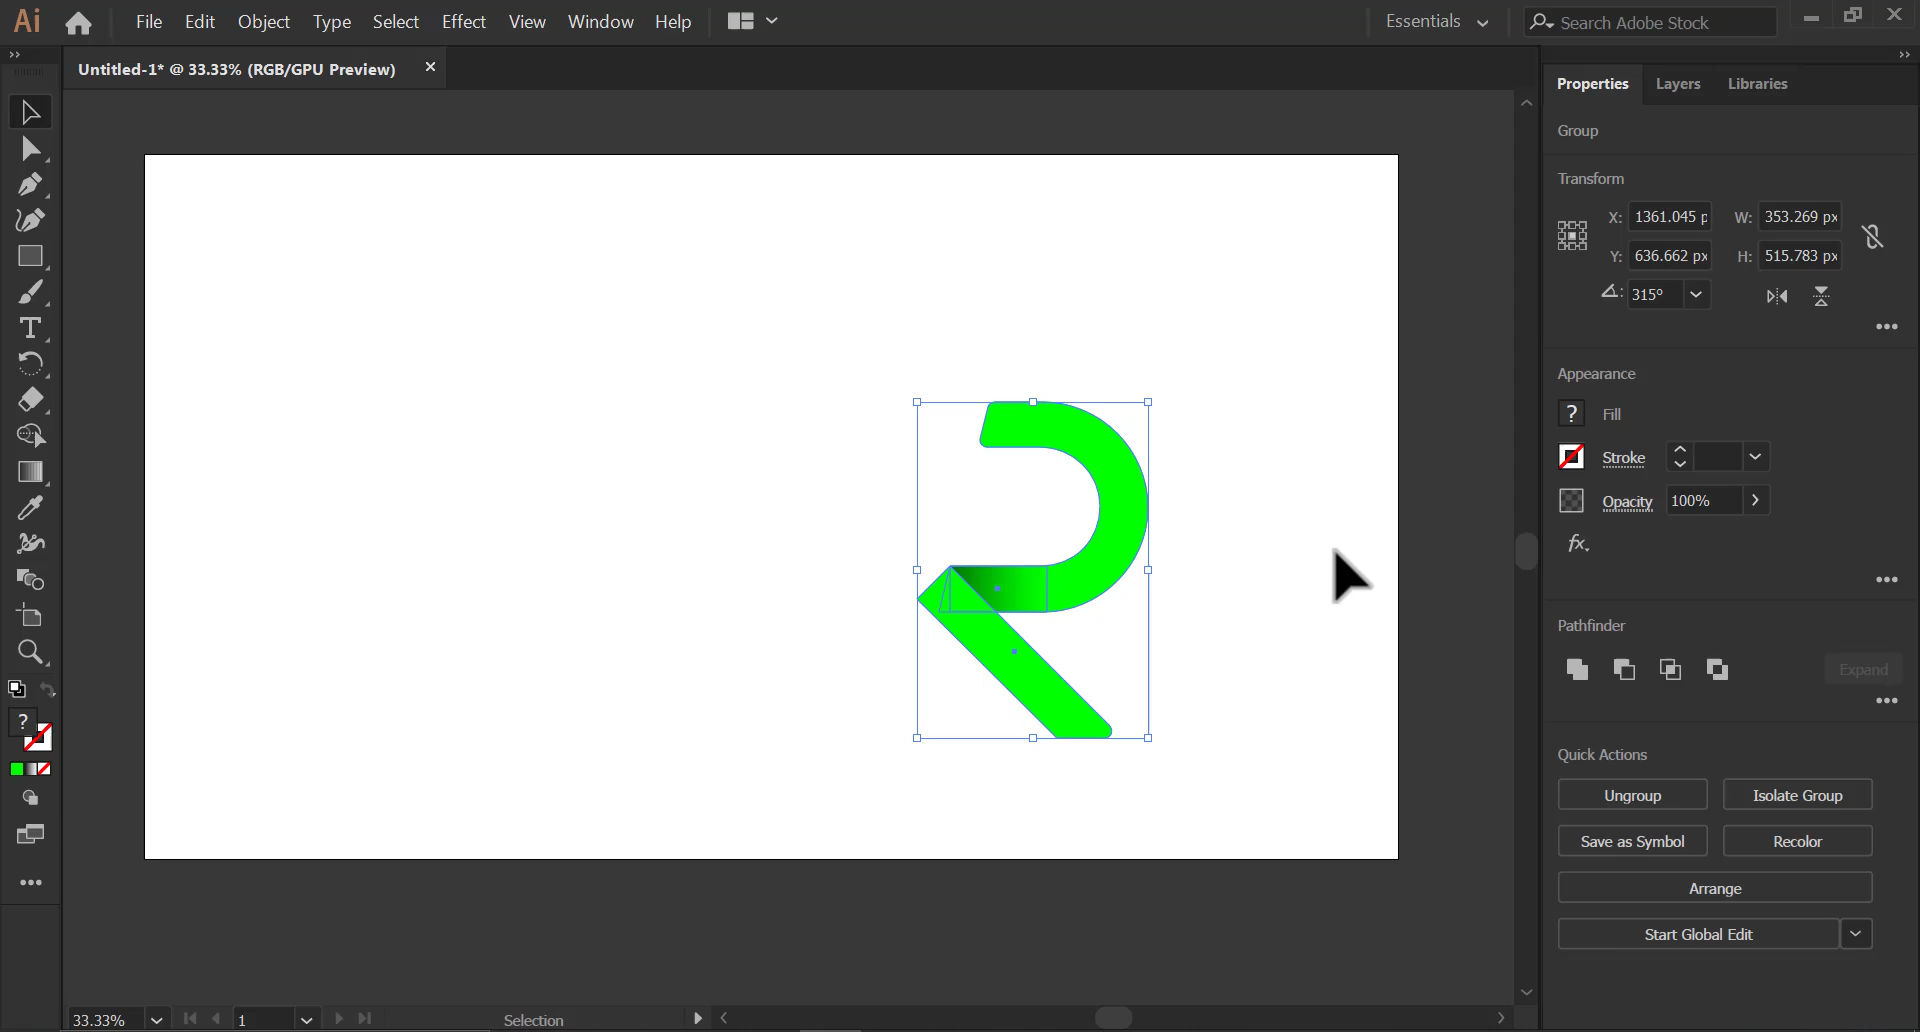 Ai File Edit Object Type Select Effect View Window Help Essentials Search Adobe Stock
Untitled-1* @ 33.33% (RGB/GPU Preview)
Properties Layers Libraries
Group
Transform
X: 1361.045 p W: 353.269 px
Y: 636.662 px H: 515.783 px
315°
Appearance
? Fill
Stroke
Opacity 100%
fx.
Pathfinder
Expand
Quick Actions
Ungroup Isolate Group
Save as Symbol Recolor
Arrange
Start Global Edit
T
?
33.33% 1 Selection